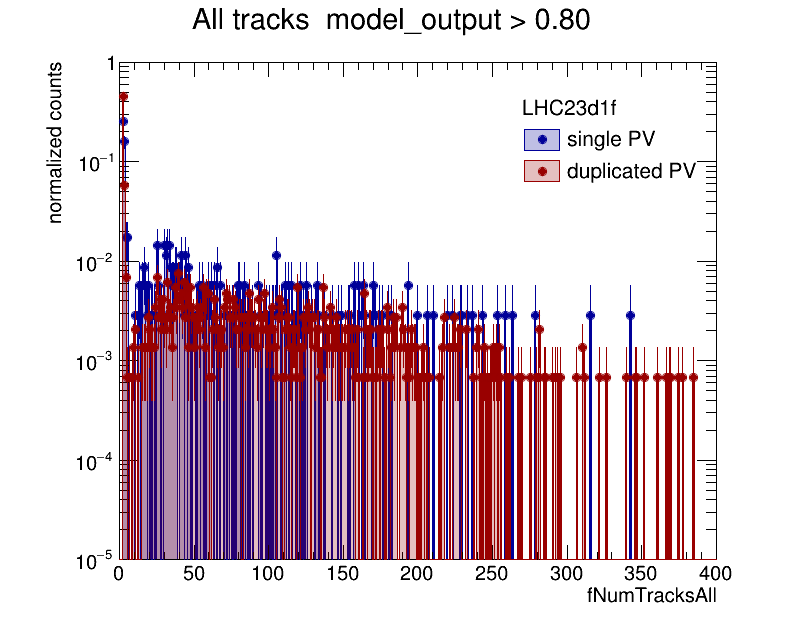 All tracks  model_output > 0.80
normalized counts
LHC23d1f
single PV
duplicated PV
1
10⁻¹
10⁻²
10⁻³
10⁻⁴
10⁻⁵
0 50 100 150 200 250 300 350 400
fNumTracksAll